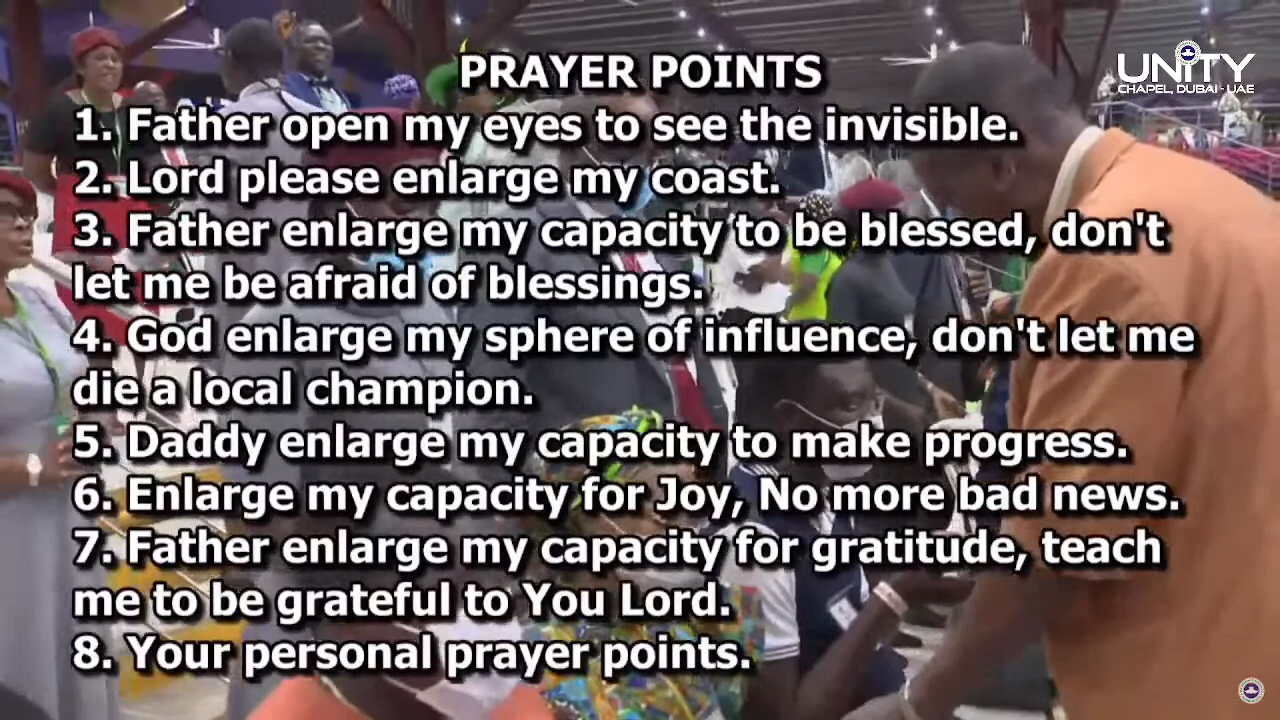 PRAYER POINTS
UNiTY
CHAPEL, DUBAI - UAE
1. Father open my eyes to see the invisible.
2. Lord please enlarge my coast.
3. Father enlarge my capacity to be blessed, don't
let me be afraid of blessings.
4. God enlarge my sphere of influence, don't let me
die a local champion.
5. Daddy enlarge my capacity to make progress.
6. Enlarge my capacity for Joy, No more bad news.
7. Father enlarge my capacity for gratitude, teach
me to be grateful to You Lord.
8. Your personal prayer points.